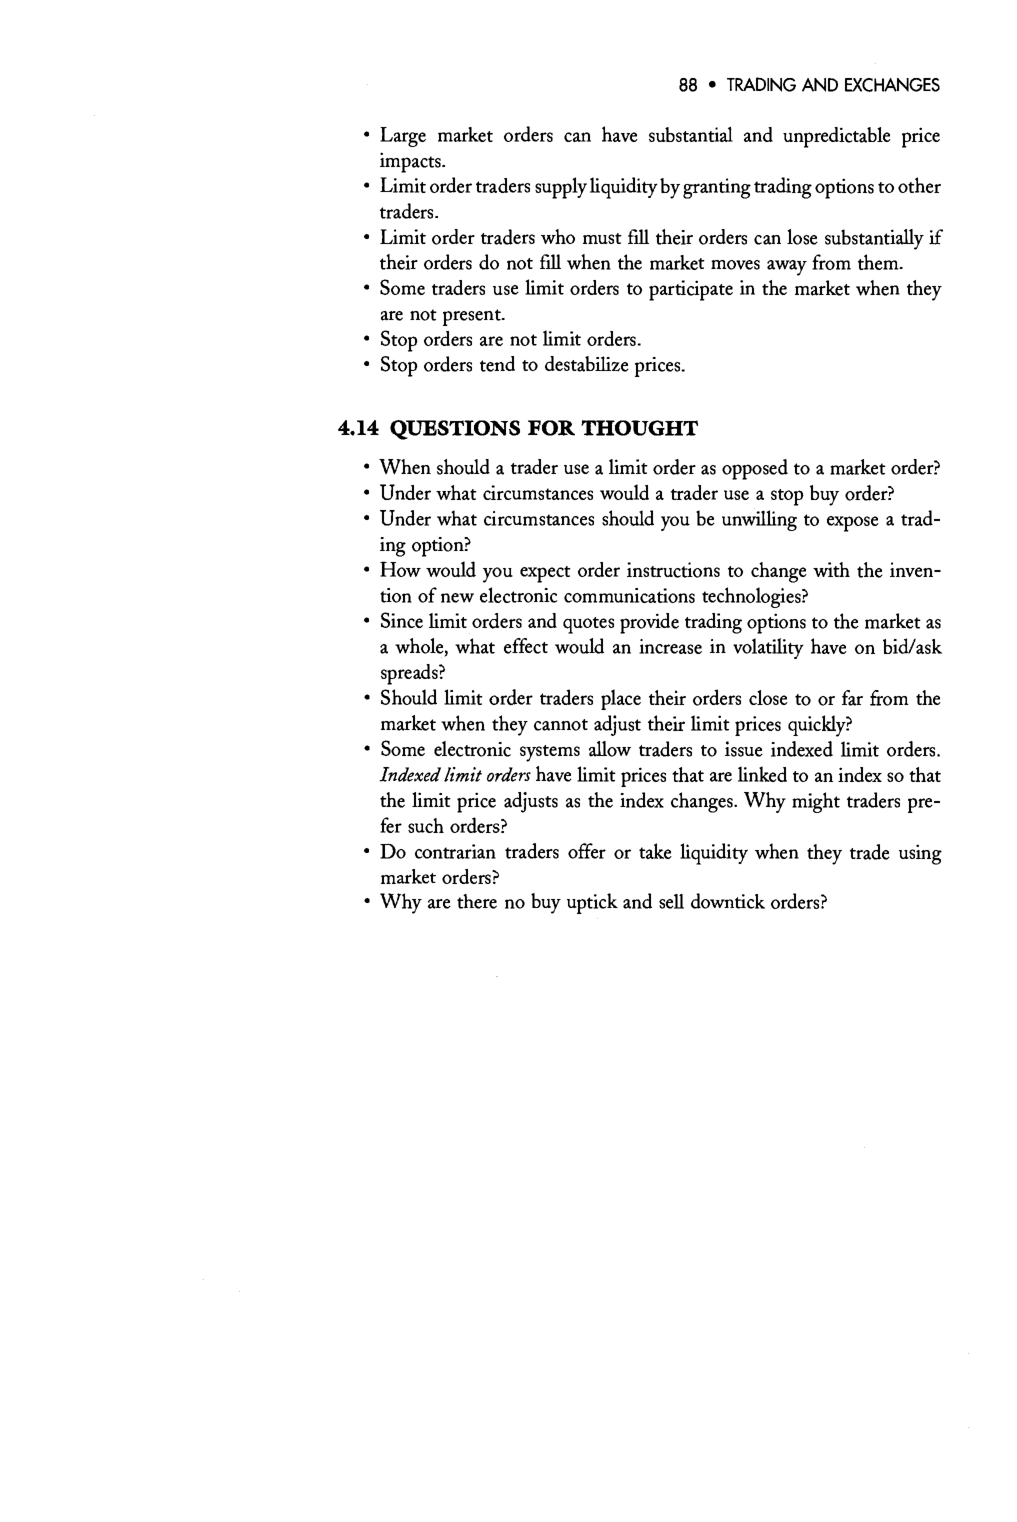 88 • TRADING AND EXCHANGES
• Large market orders can have substantial and unpredictable price
impacts.
• Limit order traders supply liquidity by granting trading options to other
traders.
• Limit order traders who must fill their orders can lose substantially if
their orders do not fill when the market moves away from them.
• Some traders use limit orders to participate in the market when they
are not present.
• Stop orders are not limit orders.
• Stop orders tend to destabilize prices.
4.14 QUESTIONS FOR THOUGHT
• When should a trader use a limit order as opposed to a market order?
• Under what circumstances would a trader use a stop buy order?
• Under what circumstances should you be unwilling to expose a trad-
ing option?
• How would you expect order instructions to change with the inven-
tion of new electronic communications technologies?
• Since limit orders and quotes provide trading options to the market as
a whole, what effect would an increase in volatility have on bid/ask
spreads?
• Should limit order traders place their orders close to or far from the
market when they cannot adjust their limit prices quickly?
• Some electronic systems allow traders to issue indexed limit orders.
Indexed limit orders have limit prices that are linked to an index so that
the limit price adjusts as the index changes. Why might traders pre-
fer such orders?
• Do contrarian traders offer or take liquidity when they trade using
market orders?
• Why are there no buy uptick and sell downtick orders?